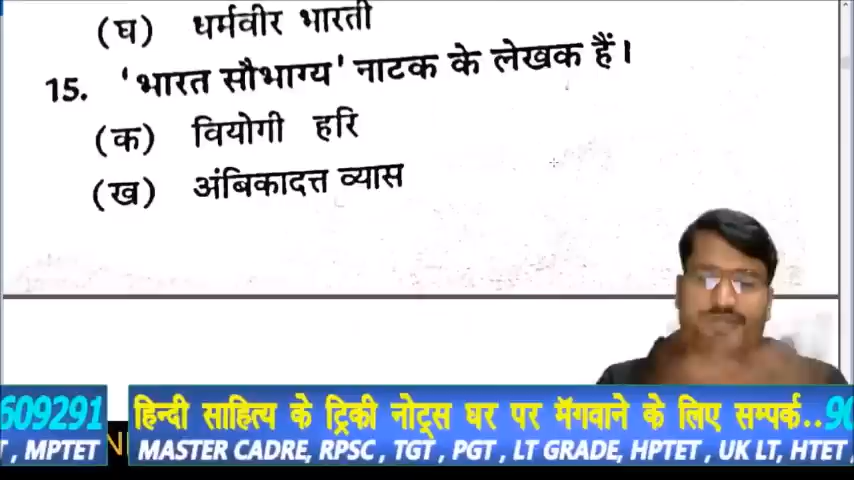 (घ) धर्मवीर भारती
15. 'भारत सौभाग्य' नाटक के लेखक हैं।
(क) वियोगी हरि
(ख) अंबिकादत्त व्यास
609291 हिन्दी साहित्य के ट्रिकी नोट्स घर पर मॅगवाने के लिए सम्पर्क..90
T , MPTET MASTER CADRE, RPSC , TGT , PGT , LT GRADE, HPTET , UK LT, HTET ,